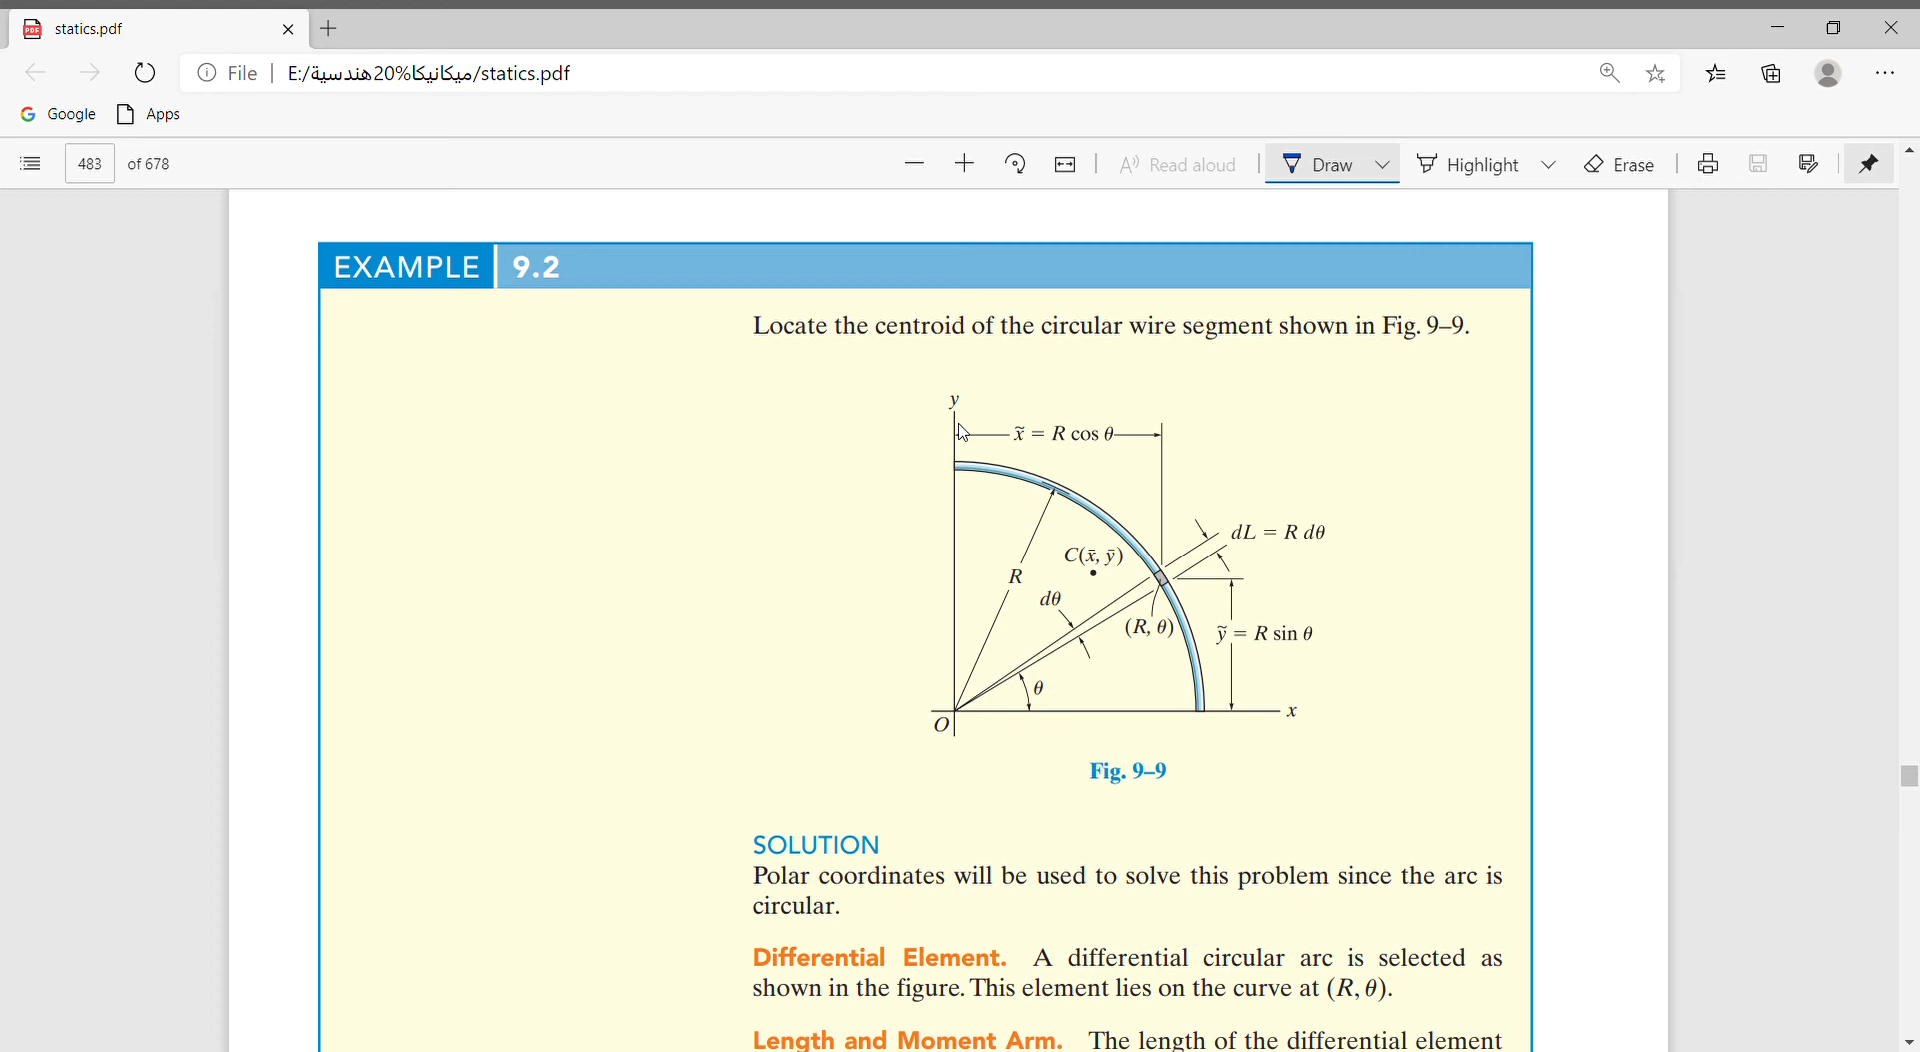 statics.pdf
File | E:/ميكانيكا%20هندسية/statics.pdf
Google Apps
483 of 678
Read aloud Draw Highlight Erase
EXAMPLE 9.2
Locate the centroid of the circular wire segment shown in Fig. 9–9.
y
x̃ = R cos θ
dL = R dθ
C(x̄, ȳ)
R
dθ
(R, θ)
ỹ = R sin θ
θ
O
x
Fig. 9–9
SOLUTION
Polar coordinates will be used to solve this problem since the arc is
circular.
Differential Element. A differential circular arc is selected as
shown in the figure. This element lies on the curve at (R, θ).
Length and Moment Arm. The length of the differential element